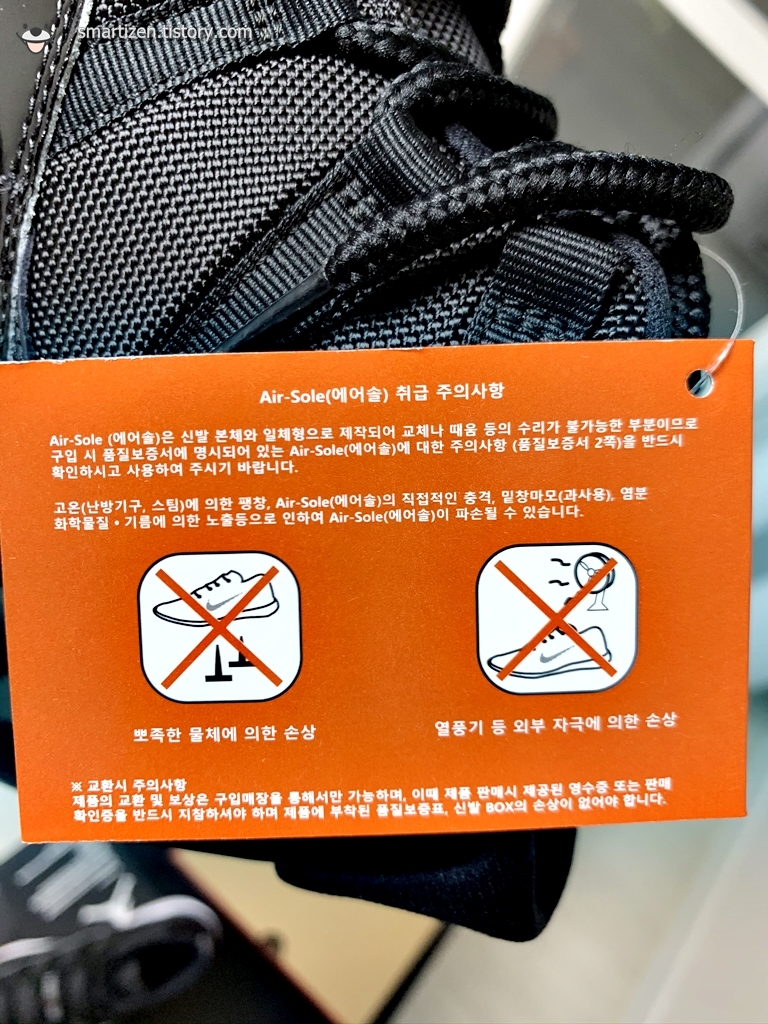 smartizen.tistory.com
Air-Sole(에어솔) 취급 주의사항
Air-Sole (에어솔)은 신발 본체와 일체형으로 제작되어 교체나 때움 등의 수리가 불가능한 부분이므로
구입 시 품질보증서에 명시되어 있는 Air-Sole(에어솔)에 대한 주의사항 (품질보증서 2쪽)을 반드시
확인하시고 사용하여 주시기 바랍니다.
고온(난방기구, 스팀)에 의한 팽창, Air-Sole(에어솔)의 직접적인 충격, 밑창마모(과사용), 염분
화학물질 • 기름에 의한 노출등으로 인하여 Air-Sole(에어솔)이 파손될 수 있습니다.
뾰족한 물체에 의한 손상
열풍기 등 외부 자극에 의한 손상
※ 교환시 주의사항
제품의 교환 및 보상은 구입매장을 통해서만 가능하며, 이때 제품 판매시 제공된 영수증 또는 판매
확인증을 반드시 지참하셔야 하며 제품에 부착된 품질보증표, 신발 BOX의 손상이 없어야 합니다.